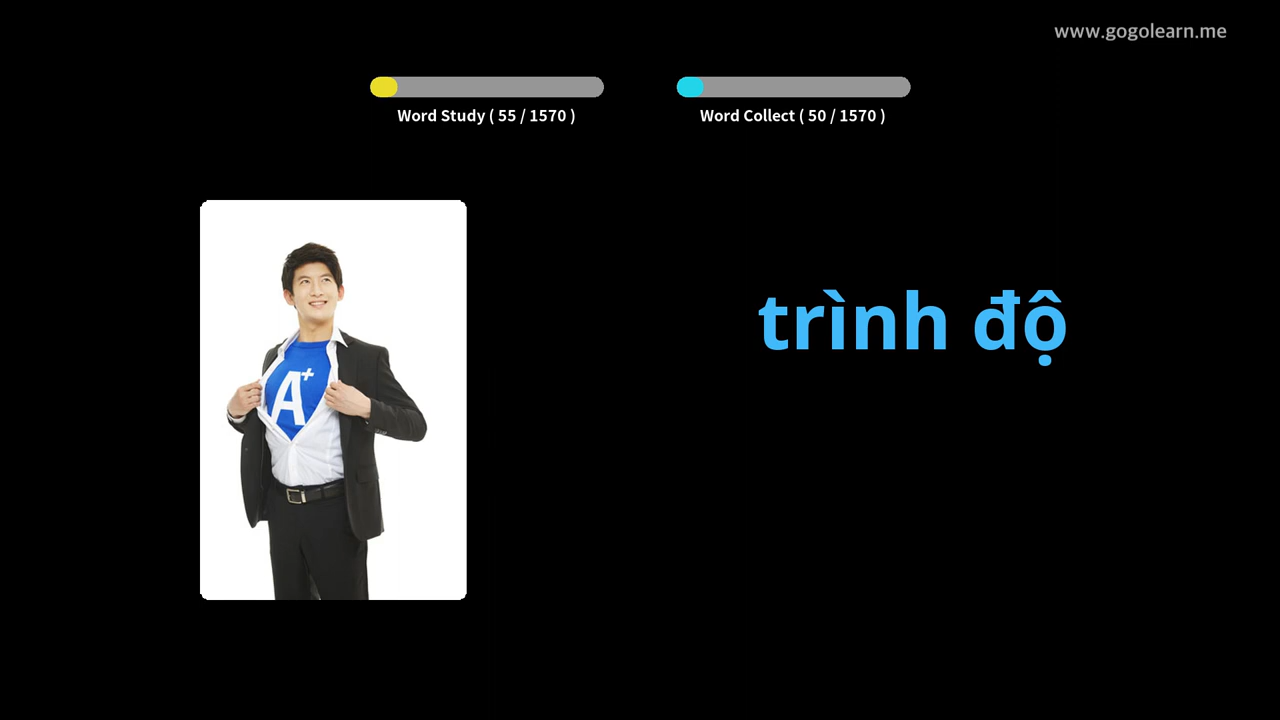 www.gogolearn.me
Word Study ( 55 / 1570 )
Word Collect ( 50 / 1570 )
A+
trình độ